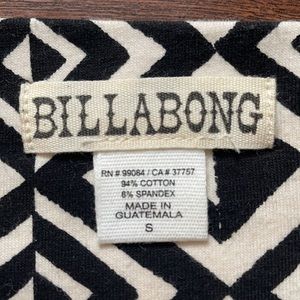 BILLABONG
RN # 99084 / CA # 37757
94% COTTON
6% SPANDEX
MADE IN
GUATEMALA
S